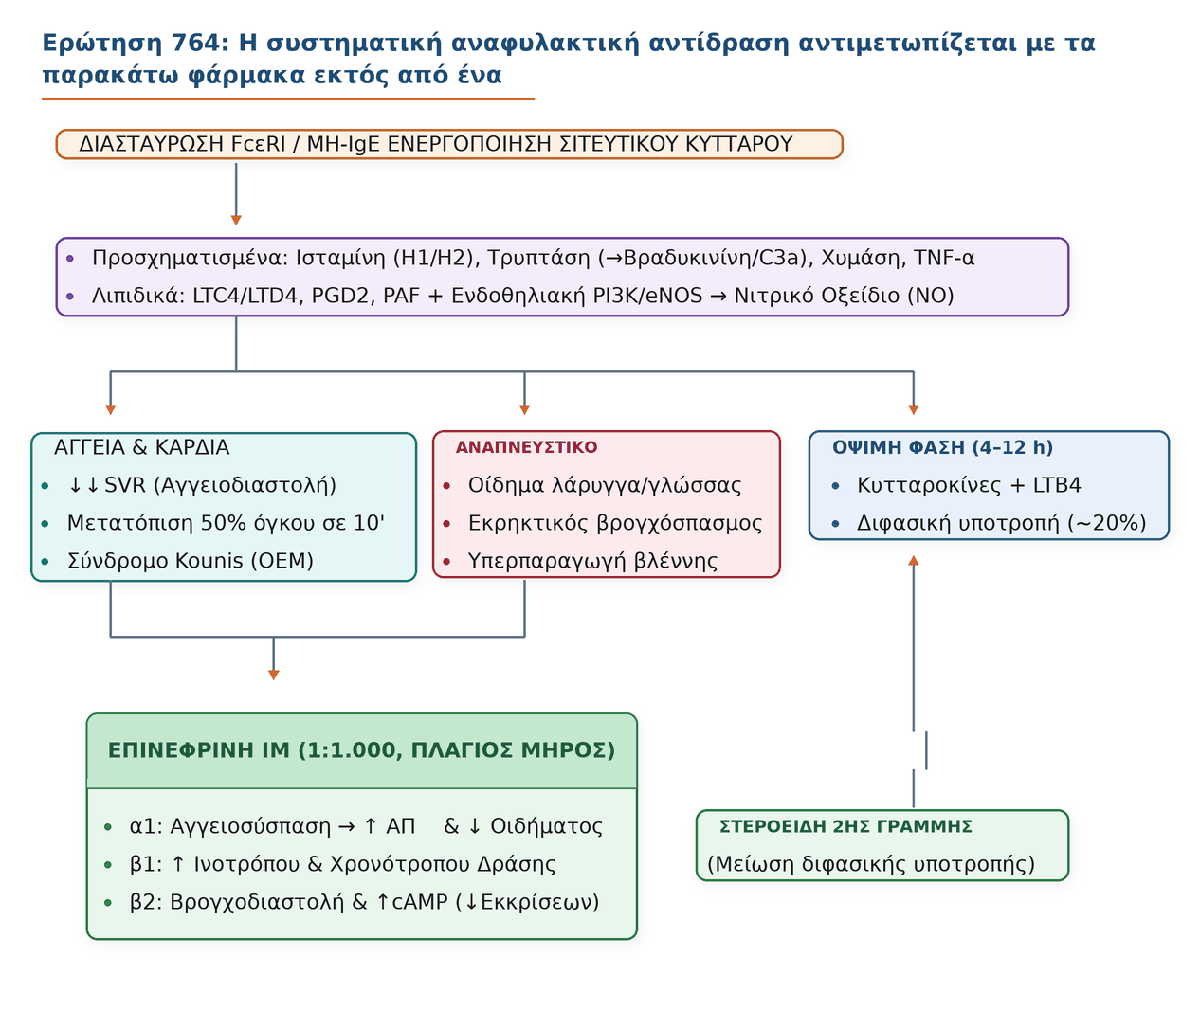 Ερώτηση 764: Η συστηματική αναφυλακτική αντίδραση αντιμετωπίζεται με τα
παρακάτω φάρμακα εκτός από ένα
ΔΙΑΣΤΑΥΡΩΣΗ FcεRI / ΜΗ-IgE ΕΝΕΡΓΟΠΟΙΗΣΗ ΣΙΤΕΥΤΙΚΟΥ ΚΥΤΤΑΡΟΥ
• Προσχηματισμένα: Ισταμίνη (H1/H2), Τρυπτάση (→Βραδυκινίνη/C3a), Χυμάση, TNF-α
• Λιπιδικά: LTC4/LTD4, PGD2, PAF + Ενδοθηλιακή PI3K/eNOS → Νιτρικό Οξείδιο (NO)
ΑΓΓΕΙΑ & ΚΑΡΔΙΑ
• ↓↓SVR (Αγγειοδιαστολή)
• Μετατόπιση 50% όγκου σε 10'
• Σύνδρομο Kounis (ΟΕΜ)
ΑΝΑΠΝΕΥΣΤΙΚΟ
• Οίδημα λάρυγγα/γλώσσας
• Εκρηκτικός βρογχόσπασμος
• Υπερπαραγωγή βλέννης
ΟΨΙΜΗ ΦΑΣΗ (4–12 h)
• Κυτταροκίνες + LTB4
• Διφασική υποτροπή (~20%)
ΕΠΙΝΕΦΡΙΝΗ IM (1:1.000, ΠΛΑΓΙΟΣ ΜΗΡΟΣ)
• α1: Αγγειοσύσπαση → ↑ ΑΠ & ↓ Οιδήματος
• β1: ↑ Ινοτρόπου & Χρονότροπου Δράσης
• β2: Βρογχοδιαστολή & ↑cAMP (↓Εκκρίσεων)
ΣΤΕΡΟΕΙΔΗ 2ΗΣ ΓΡΑΜΜΗΣ
(Μείωση διφασικής υποτροπής)